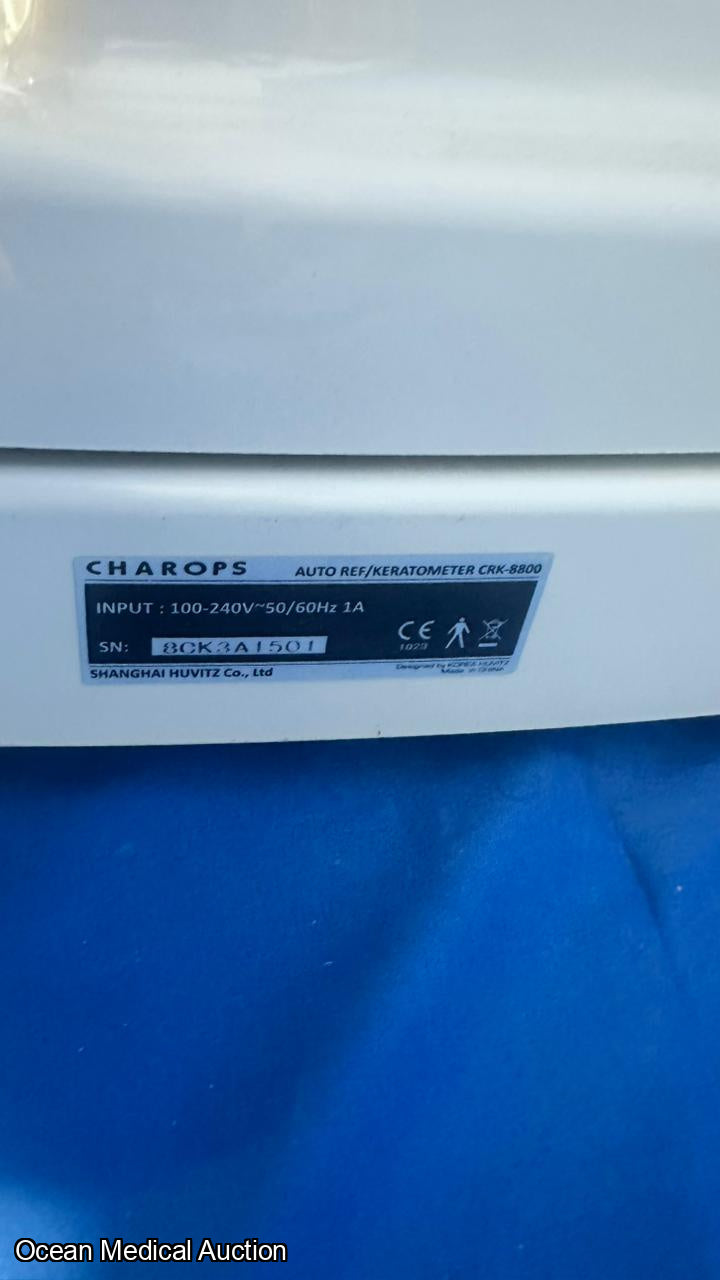 CHAROPS
AUTO REF/KERATOMETER CRK-8800
INPUT : 100-240V~50/60Hz 1A
SN: 8CK3A1501
CE
1023
SHANGHAI HUVITZ Co., Ltd
Designed by KOREA HUVITZ
Made in CHINA
Ocean Medical Auction